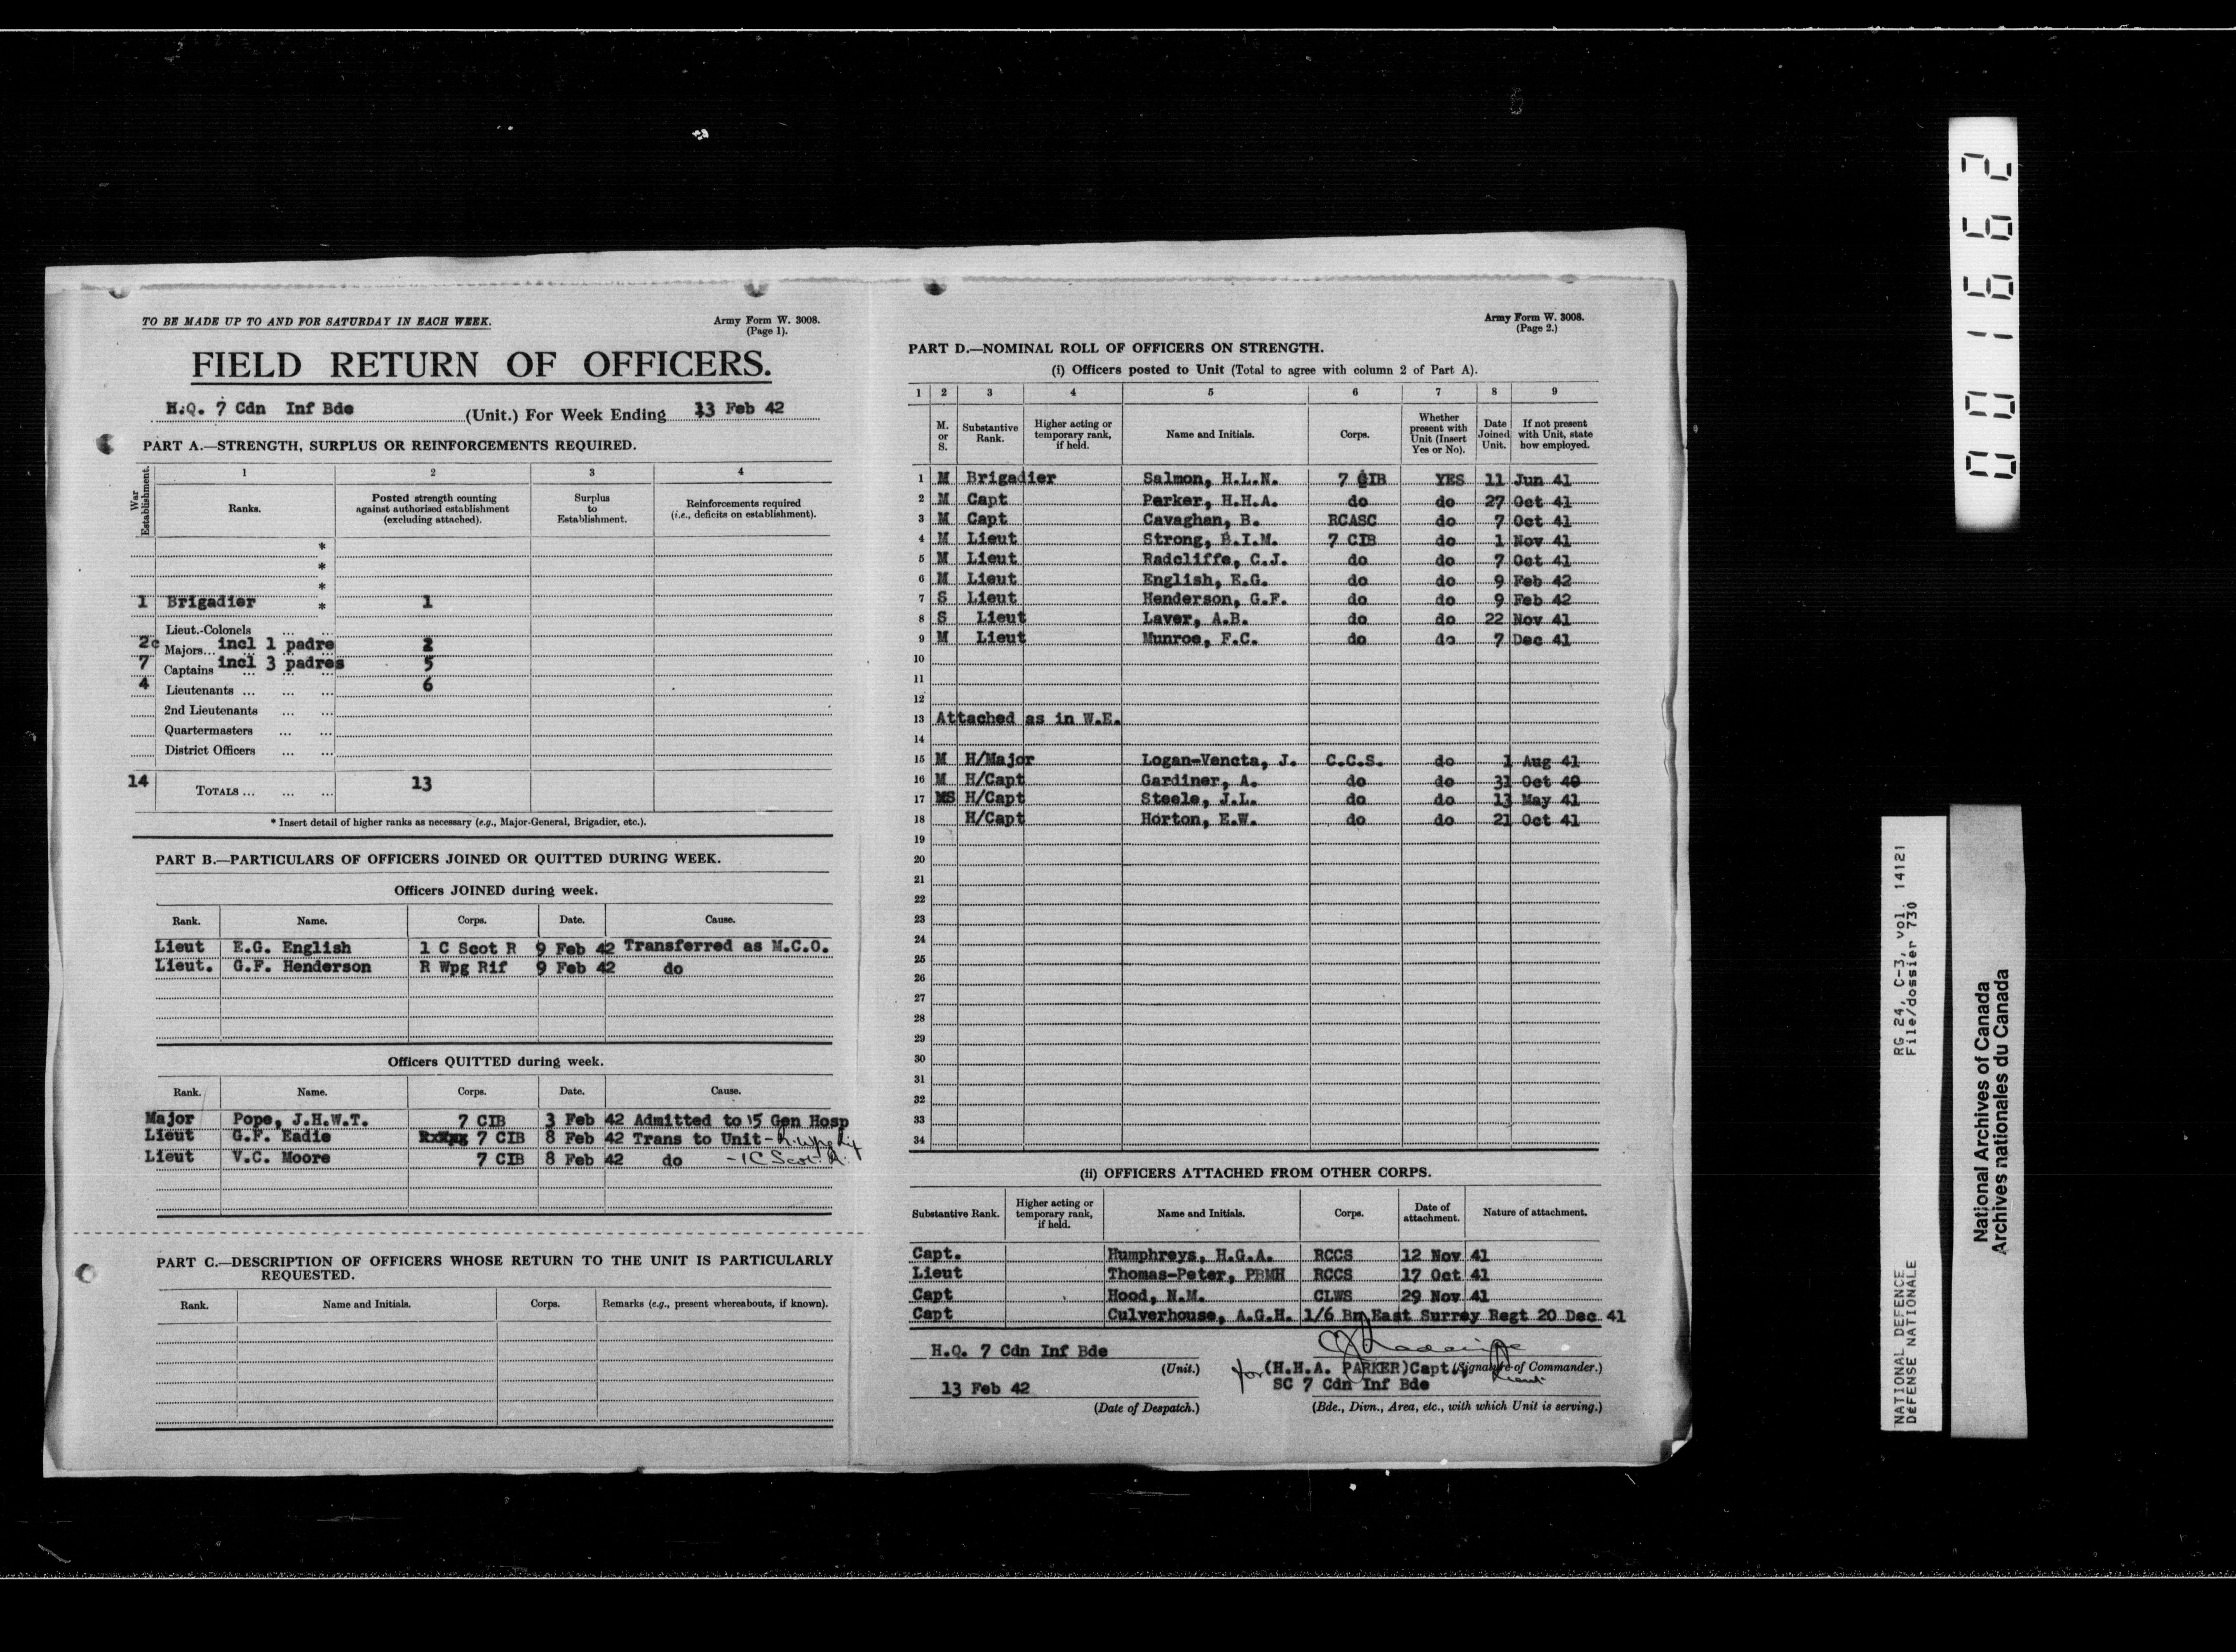 TO BE MADE UP TO AND FOR SATURDAY IN EACH WEEK.
Army Form W. 3008.
(Page 1).
FIELD RETURN OF OFFICERS.
H.Q. 7 Cdn Inf Bde (Unit.) For Week Ending 13 Feb 42
PART A.—STRENGTH, SURPLUS OR REINFORCEMENTS REQUIRED.
War Establishment.
1 2 3 4
Ranks. Posted strength counting against authorised establishment (excluding attached). Surplus to Establishment. Reinforcements required (i.e., deficits on establishment).
*
*
*
1 Brigadier * 1
Lieut.-Colonels ... ...
2c Majors... incl 1 padre 2
7 Captains incl 3 padres 5
4 Lieutenants ... ... ... 6
2nd Lieutenants ... ...
Quartermasters ... ...
District Officers ... ...
14 TOTALS ... ... ... 13
* Insert detail of higher ranks as necessary (e.g., Major-General, Brigadier, etc.).
PART B.—PARTICULARS OF OFFICERS JOINED OR QUITTED DURING WEEK.
Officers JOINED during week.
Rank. Name. Corps. Date. Cause.
Lieut E.G. English 1 C Scot R 9 Feb 42 Transferred as M.C.O.
Lieut. G.F. Henderson R Wpg Rif 9 Feb 42 do
Officers QUITTED during week.
Rank. Name. Corps. Date. Cause.
Major Pope, J.H.W.T. 7 CIB 3 Feb 42 Admitted to 15 Gen Hosp
Lieut G.F. Eadie 7 CIB 8 Feb 42 Trans to Unit - R. Wpg Rif
Lieut V.C. Moore 7 CIB 8 Feb 42 do - 1 C Scot. R.
PART C.—DESCRIPTION OF OFFICERS WHOSE RETURN TO THE UNIT IS PARTICULARLY
REQUESTED.
Rank. Name and Initials. Corps. Remarks (e.g., present whereabouts, if known).
Army Form W. 3008.
(Page 2.)
PART D.—NOMINAL ROLL OF OFFICERS ON STRENGTH.
(i) Officers posted to Unit (Total to agree with column 2 of Part A).
1 2 3 4 5 6 7 8 9
M. or S. Substantive Rank. Higher acting or temporary rank, if held. Name and Initials. Corps. Whether present with Unit (Insert Yes or No). Date Joined Unit. If not present with Unit, state how employed.
1 M Brigadier Salmon, H.L.N. 7 CIB YES 11 Jun 41
2 M Capt Parker, H.H.A. do do 27 Oct 41
3 M Capt Cavaghan, B. RCASC do 7 Oct 41
4 M Lieut Strong, B.I.M. 7 CIB do 1 Nov 41
5 M Lieut Radcliffe, C.J. do do 7 Oct 41
6 M Lieut English, E.G. do do 9 Feb 42
7 S Lieut Henderson, G.F. do do 9 Feb 42
8 S Lieut Laver, A.B. do do 22 Nov 41
9 M Lieut Munroe, F.C. do do 7 Dec 41
10
11
12
13 Attached as in W.E.
14
15 M H/Major Logan-Vencta, J. C.C.S. do 1 Aug 41
16 M H/Capt Gardiner, A. do do 31 Oct 40
17 MS H/Capt Steele, J.L. do do 13 May 41
18 H/Capt Horton, E.W. do do 21 Oct 41
19
20
21
22
23
24
25
26
27
28
29
30
31
32
33
34
(ii) OFFICERS ATTACHED FROM OTHER CORPS.
Substantive Rank. Higher acting or temporary rank, if held. Name and Initials. Corps. Date of attachment. Nature of attachment.
Capt. Humphreys, H.G.A. RCCS 12 Nov 41
Lieut Thomas-Peter, PBMH RCCS 17 Oct 41
Capt Hood, N.M. CLWS 29 Nov 41
Capt Culverhouse, A.G.H. 1/6 Bn East Surrey Regt 20 Dec 41
H.Q. 7 Cdn Inf Bde
(Unit.)
for (H.H.A. PARKER)Capt. (Signature of Commander.)
Lieut
SC 7 Cdn Inf Bde
13 Feb 42
(Date of Despatch.)
(Bde., Divn., Area, etc., with which Unit is serving.)
001662
RG 24, C-3, vol. 14121
File/dossier 730
NATIONAL DEFENCE
DÉFENSE NATIONALE
National Archives of Canada
Archives nationales du Canada